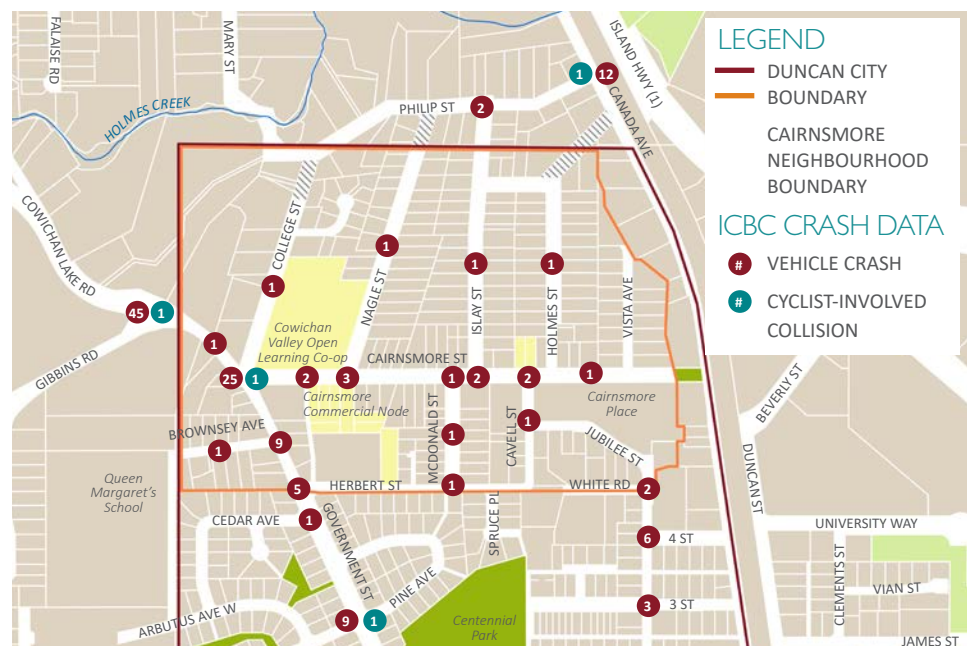 FALAISE RD
MARY ST
HOLMES CREEK
PHILIP ST
2
1
12
ISLAND HWY (1)
CANADA AVE
LEGEND
DUNCAN CITY
BOUNDARY
CAIRNSMORE
NEIGHBOURHOOD
BOUNDARY
ICBC CRASH DATA
# VEHICLE CRASH
# CYCLIST-INVOLVED
COLLISION
COWICHAN LAKE RD
COLLEGE ST
1
NAGLE ST
1
ISLAY ST
1
HOLMES ST
1
VISTA AVE
45
1
GIBBINS RD
1
Cowichan
Valley Open
Learning Co-op
CAIRNSMORE ST
25
1
2
3
1
2
2
1
Cairnsmore
Commercial Node
Cairnsmore
Place
BEVERLY ST
BROWNSEY AVE
1
9
MCDONALD ST
1
CAVELL ST
1
JUBILEE ST
Queen
Margaret's
School
5
HERBERT ST
1
WHITE RD
2
DUNCAN ST
CEDAR AVE
1
GOVERNMENT ST
SPRUCE PL
6
4 ST
UNIVERSITY WAY
CLEMENTS ST
VIAN ST
PINE AVE
ARBUTUS AVE W
9
1
Centennial
Park
3
3 ST
JAMES ST